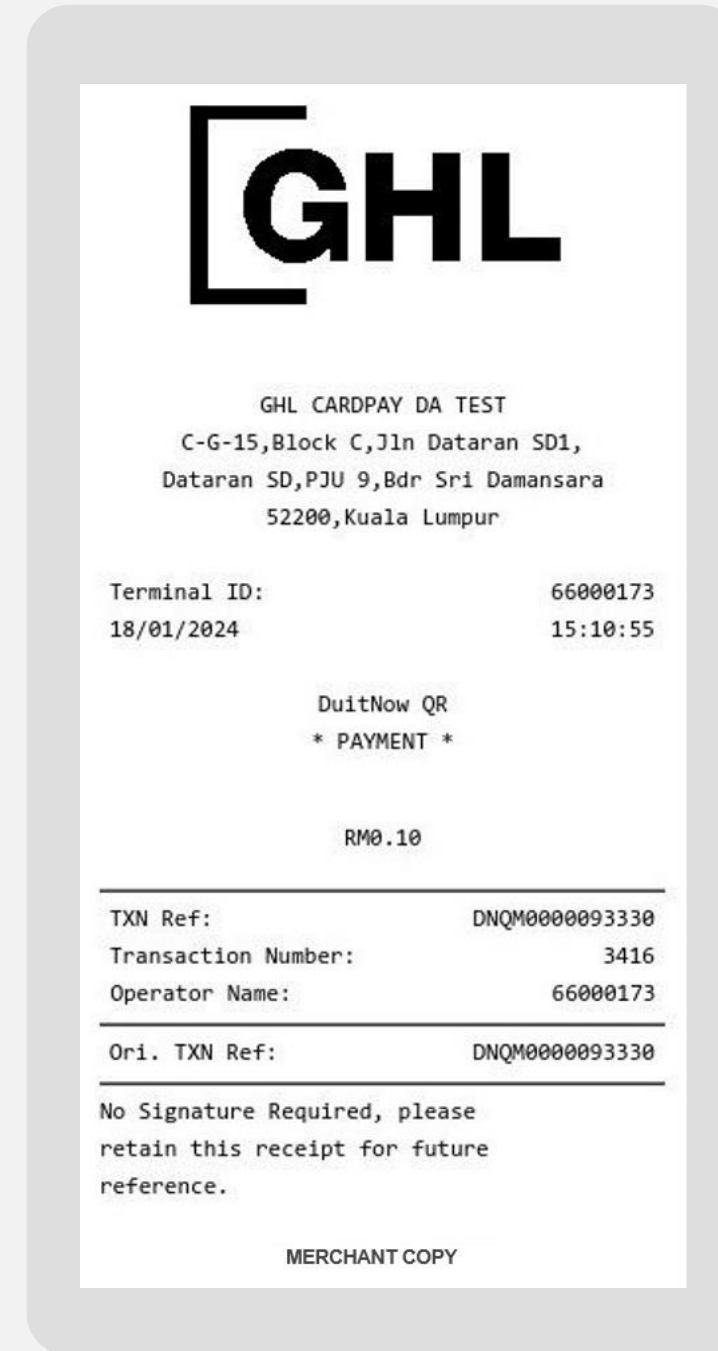 GHL
GHL CARDPAY DA TEST
C-G-15,Block C,Jln Dataran SD1,
Dataran SD,PJU 9,Bdr Sri Damansara
52200,Kuala Lumpur
Terminal ID: 66000173
18/01/2024 15:10:55
DuitNow QR
* PAYMENT *
RM0.10
TXN Ref: DNQM0000093330
Transaction Number: 3416
Operator Name: 66000173
Ori. TXN Ref: DNQM0000093330
No Signature Required, please
retain this receipt for future
reference.
MERCHANT COPY